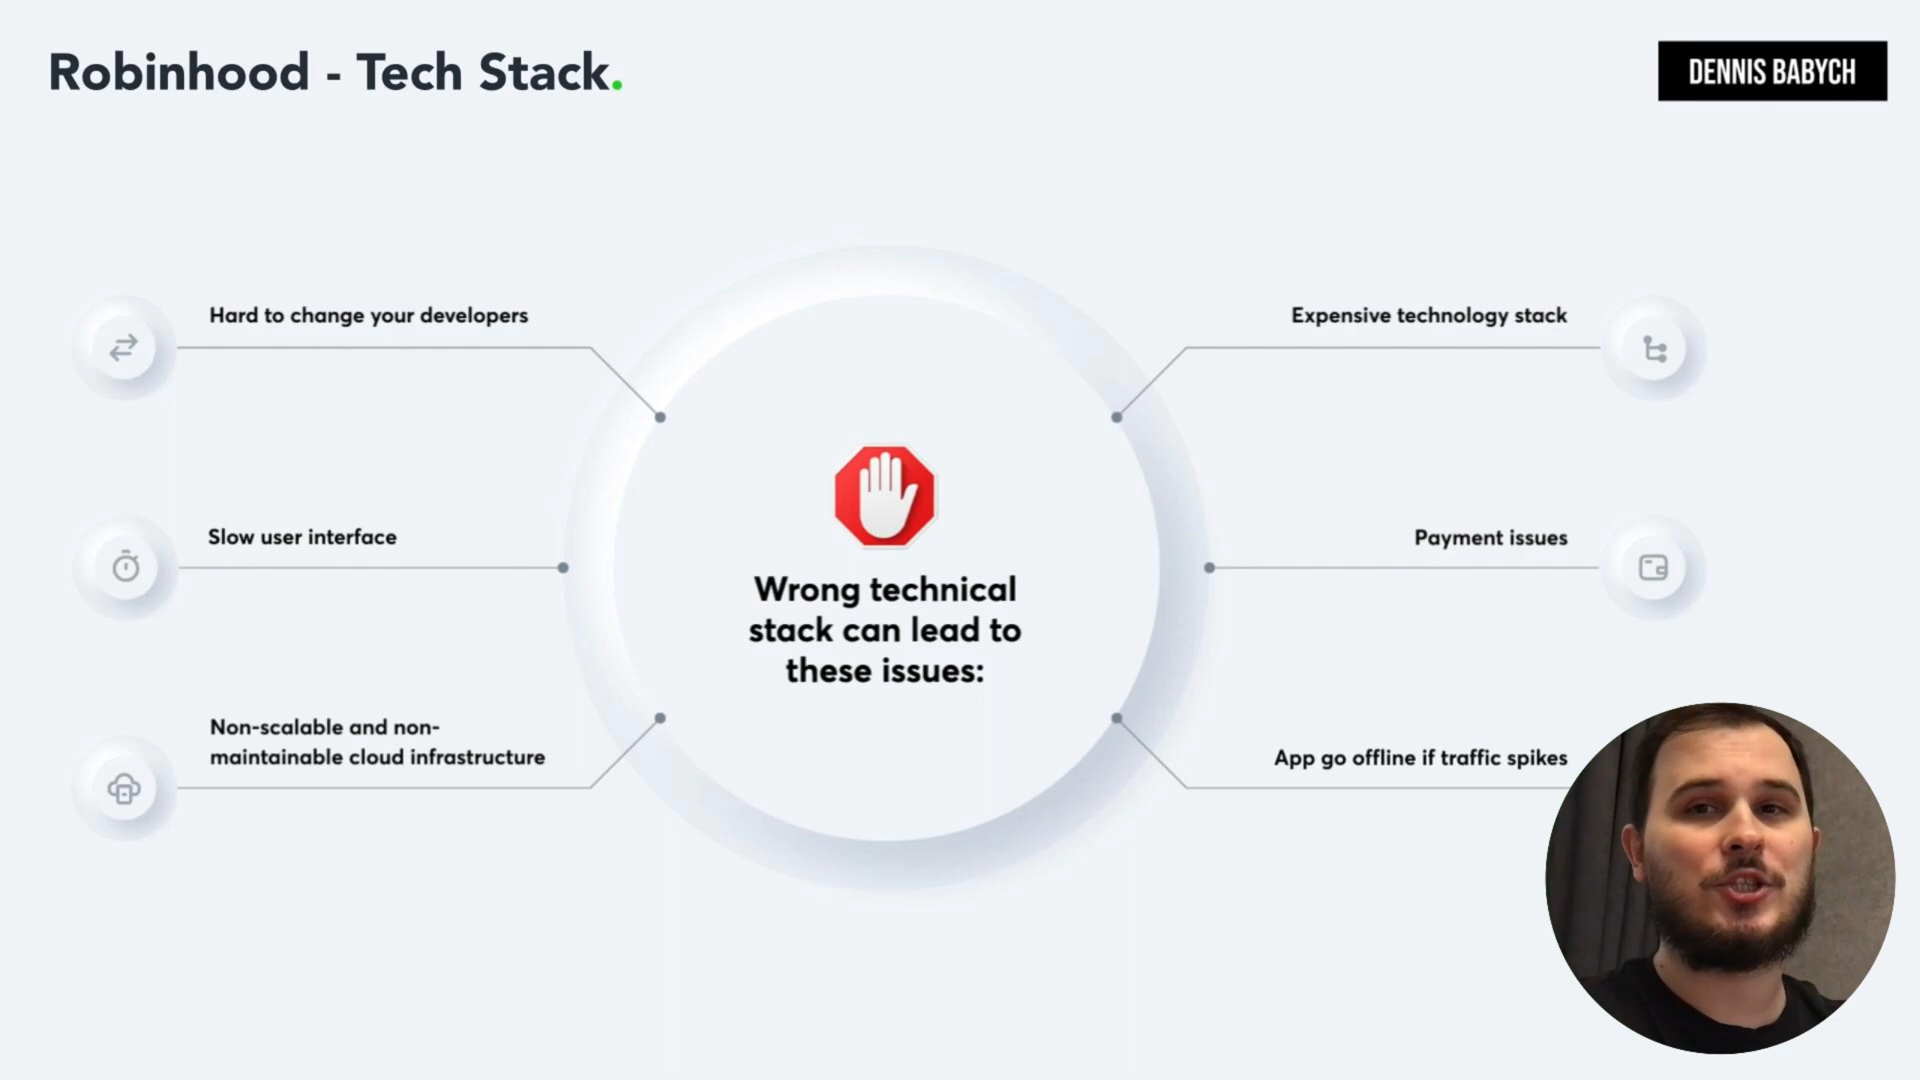 Robinhood - Tech Stack.
DENNIS BABYCH
Hard to change your developers
Expensive technology stack
Slow user interface
Payment issues
Wrong technical
stack can lead to
these issues:
Non-scalable and non-
maintainable cloud infrastructure
App go offline if traffic spikes